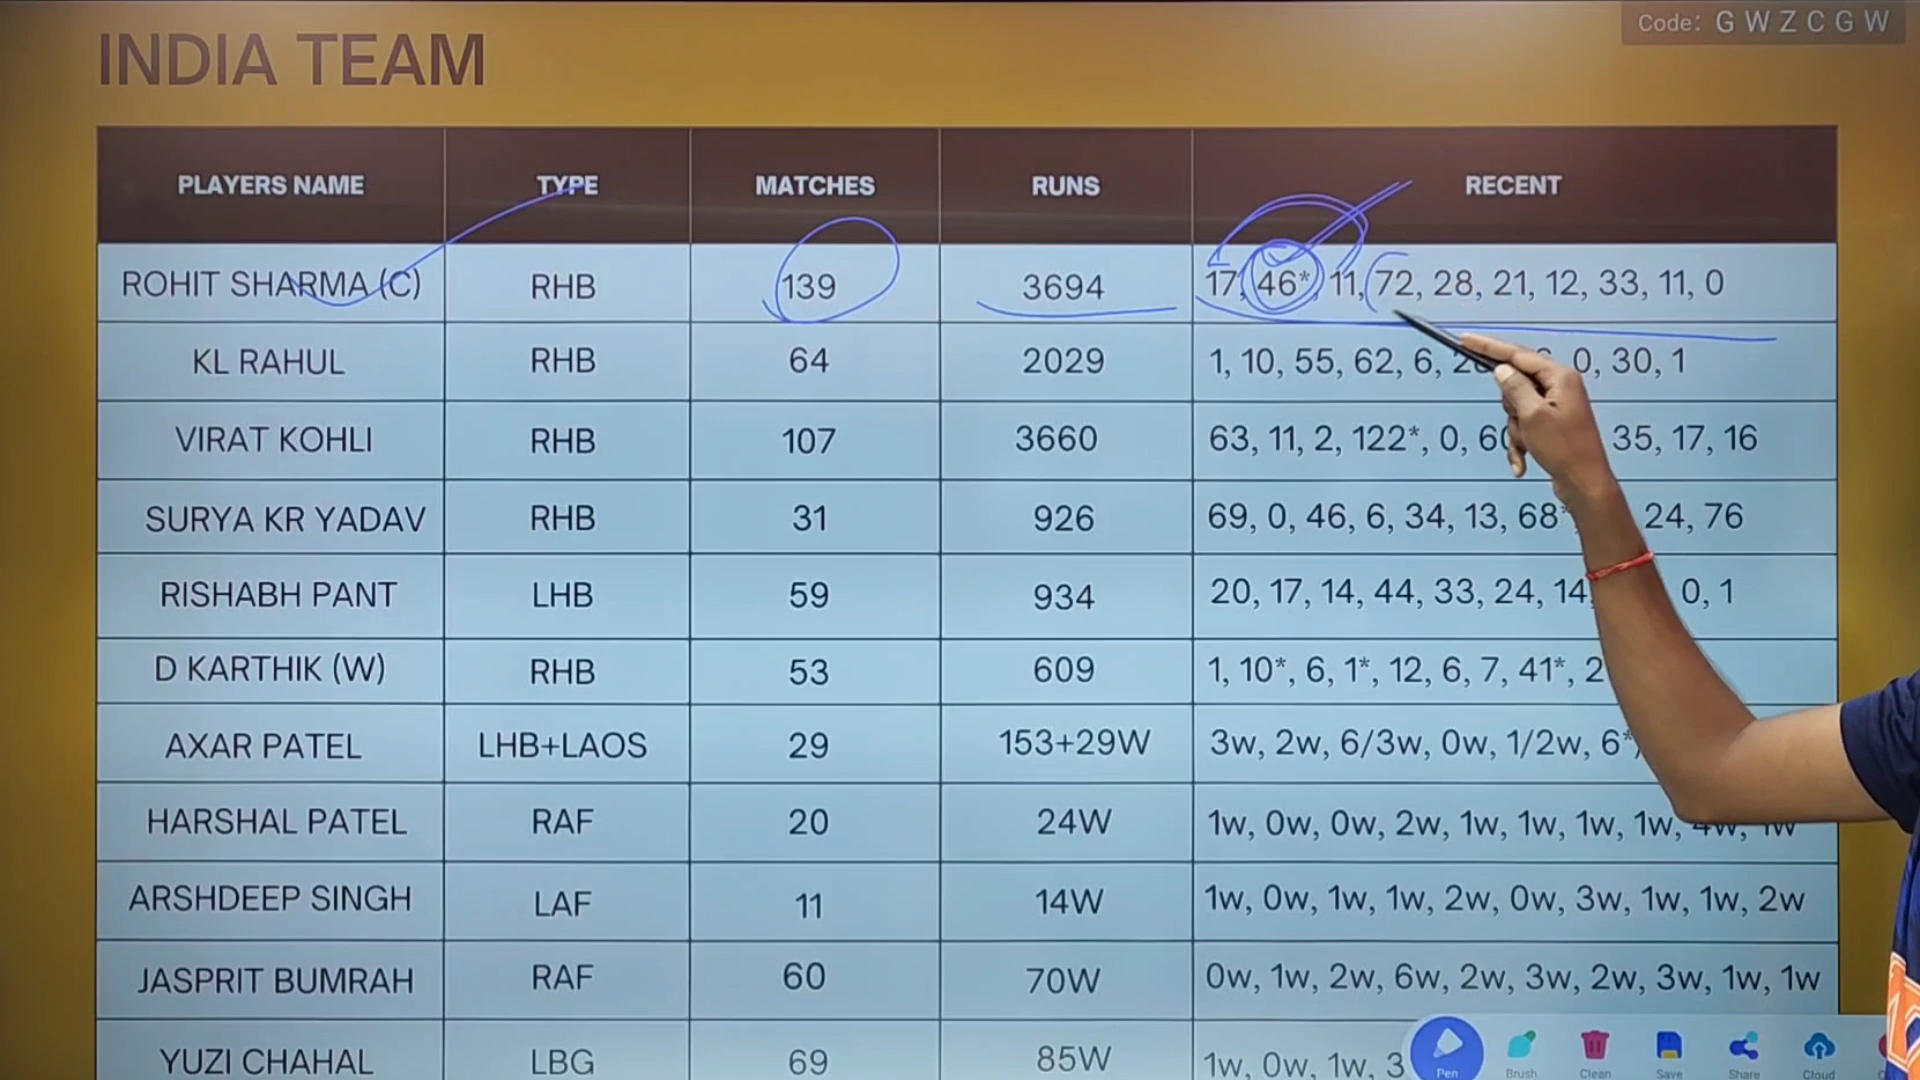 Code: G W Z C G W
INDIA TEAM
PLAYERS NAME TYPE MATCHES RUNS RECENT
ROHIT SHARMA (C) RHB 139 3694 17, 46*, 11, 72, 28, 21, 12, 33, 11, 0
KL RAHUL RHB 64 2029 1, 10, 55, 62, 6, 0, 30, 1
VIRAT KOHLI RHB 107 3660 63, 11, 2, 122*, 0, 35, 17, 16
SURYA KR YADAV RHB 31 926 69, 0, 46, 6, 34, 13, 68* 24, 76
RISHABH PANT LHB 59 934 20, 17, 14, 44, 33, 24, 14, 0, 1
D KARTHIK (W) RHB 53 609 1, 10*, 6, 1*, 12, 6, 7, 41*,
AXAR PATEL LHB+LAOS 29 153+29W 3w, 2w, 6/3w, 0w, 1/2w, 6*,
HARSHAL PATEL RAF 20 24W 1w, 0w, 0w, 2w, 1w, 1w, 1w, 1w, 4w, 1w
ARSHDEEP SINGH LAF 11 14W 1w, 0w, 1w, 1w, 2w, 0w, 3w, 1w, 1w, 2w
JASPRIT BUMRAH RAF 60 70W 0w, 1w, 2w, 6w, 2w, 3w, 2w, 3w, 1w, 1w
YUZI CHAHAL LBG 69 85W 1w, 0w, 1w, 3
Pen Brush Clean Save Share Cloud